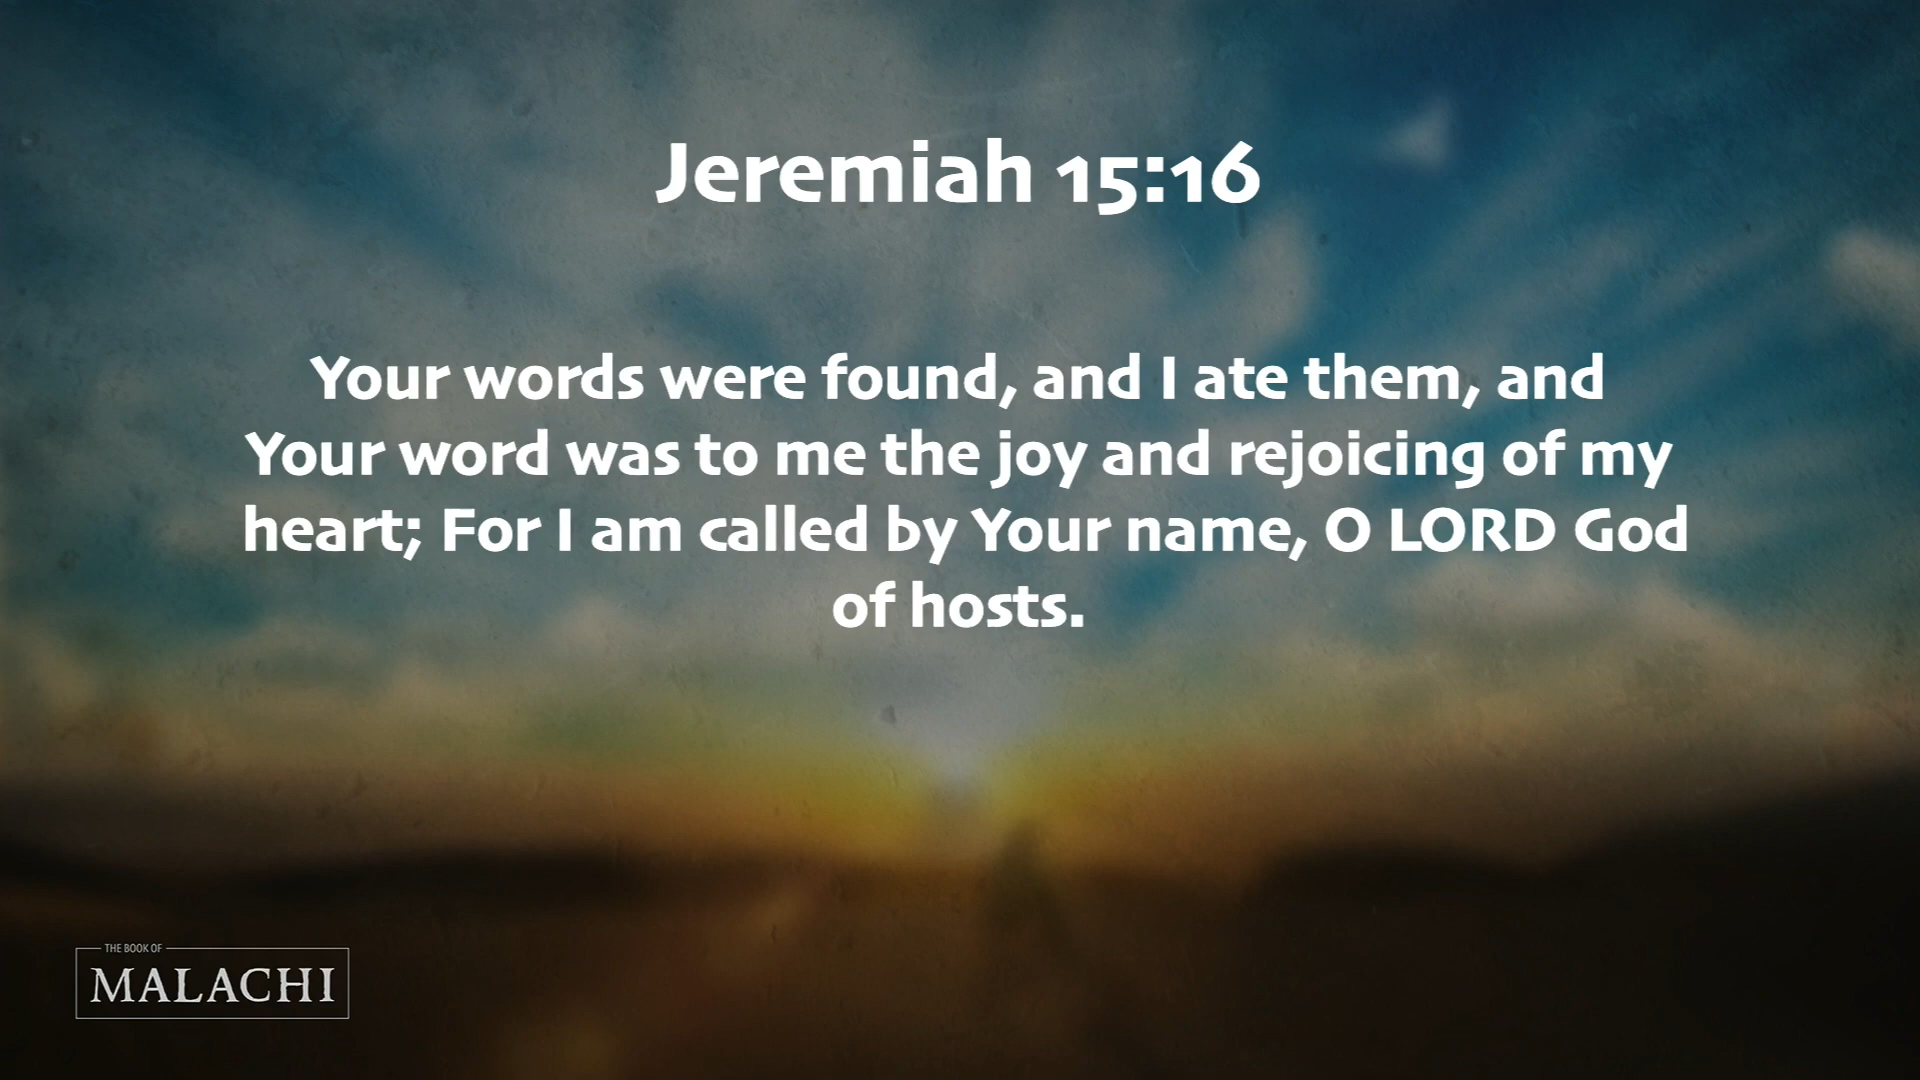 Jeremiah 15:16
Your words were found, and I ate them, and
Your word was to me the joy and rejoicing of my
heart; For I am called by Your name, O LORD God
of hosts.
THE BOOK OF
MALACHI